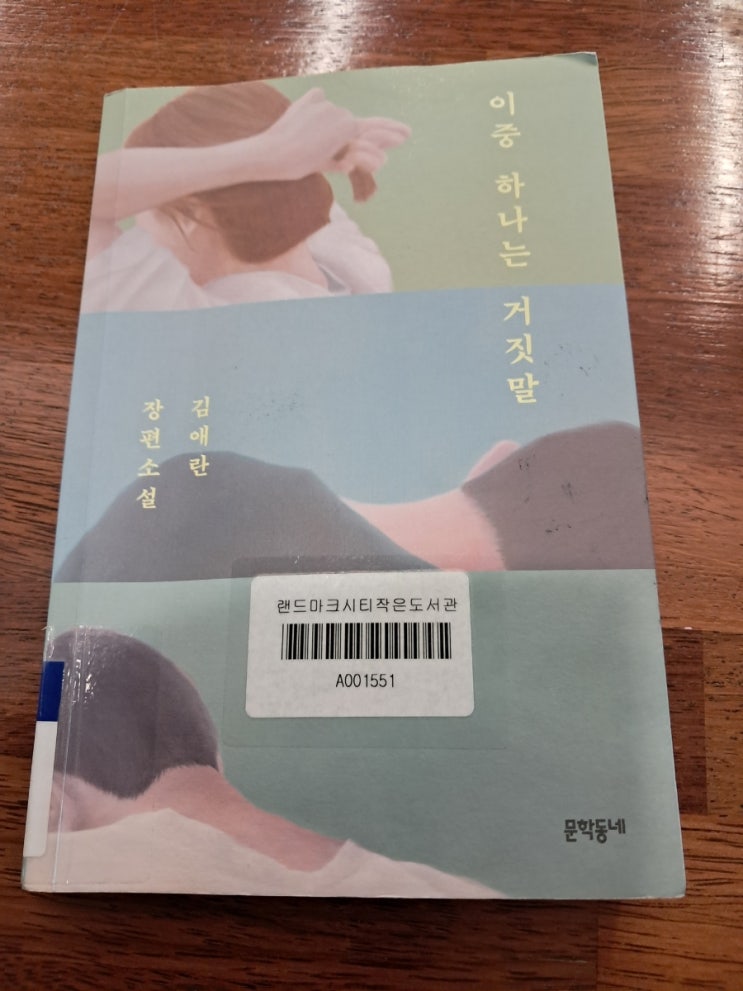 이중 하나는 거짓말
김애란
장편소설
랜드마크시티작은도서관
A001551
문학동네